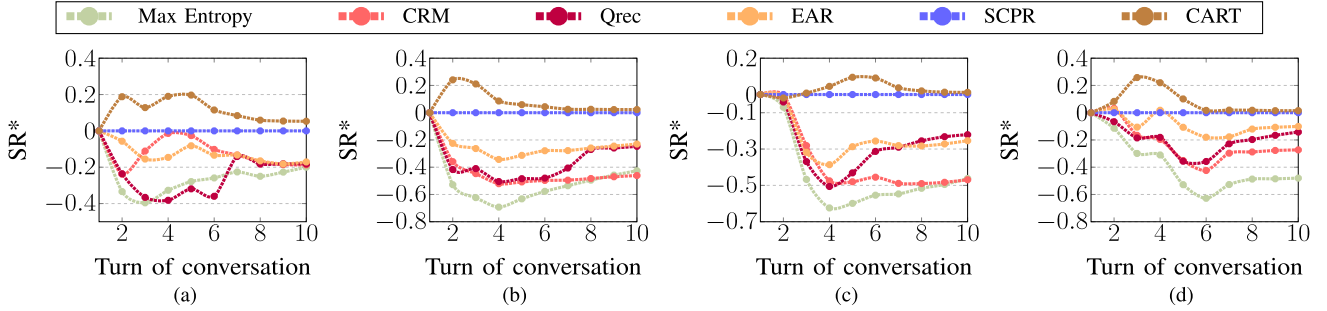 Max Entropy CRM Qrec EAR SCPR CART
0.4
0.2
0
−0.2
−0.4
SR*
2 4 6 8 10
Turn of conversation
(a)
0.4
0.2
0
−0.2
−0.4
−0.6
−0.8
SR*
2 4 6 8 10
Turn of conversation
(b)
0.2
0.1
−0.1
−0.3
−0.5
−0.7
SR*
2 4 6 8 10
Turn of conversation
(c)
0.4
0.2
0
−0.2
−0.4
−0.6
−0.8
SR*
2 4 6 8 10
Turn of conversation
(d)